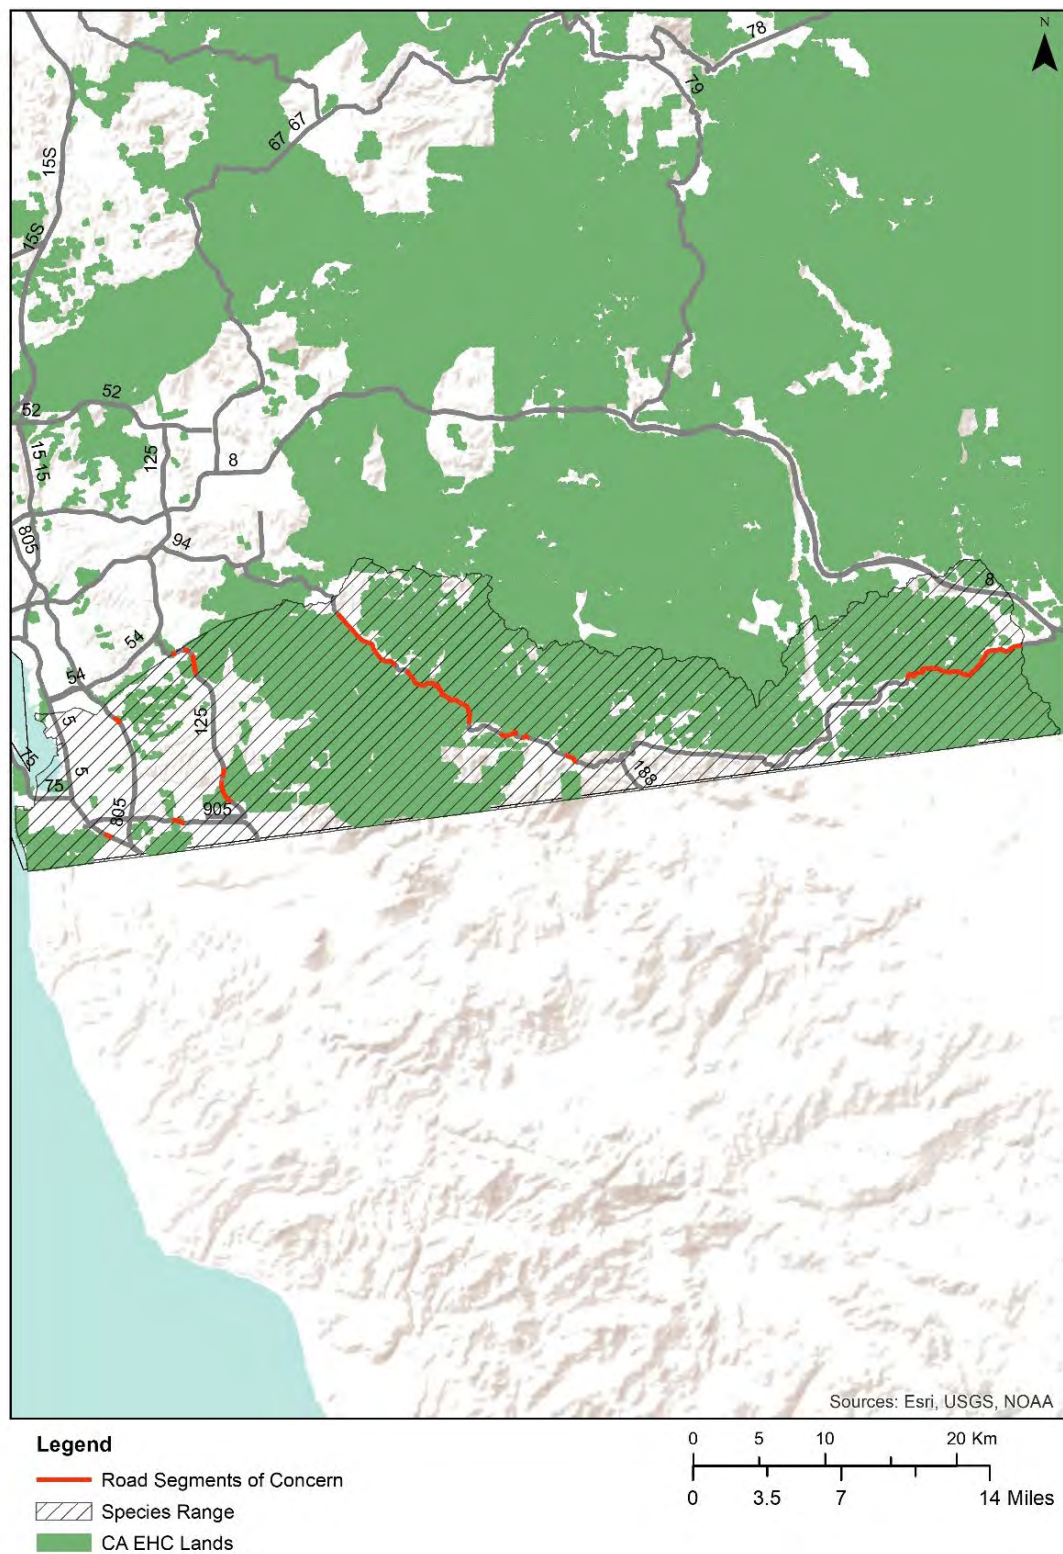 N
78
79
67 67
15S
15S
52
52
15 15
125
8
805
94
8
54
54
125
5
5
75
75
188
805
905
Sources: Esri, USGS, NOAA
Legend
Road Segments of Concern
Species Range
CA EHC Lands
0 5 10 20 Km
0 3.5 7 14 Miles